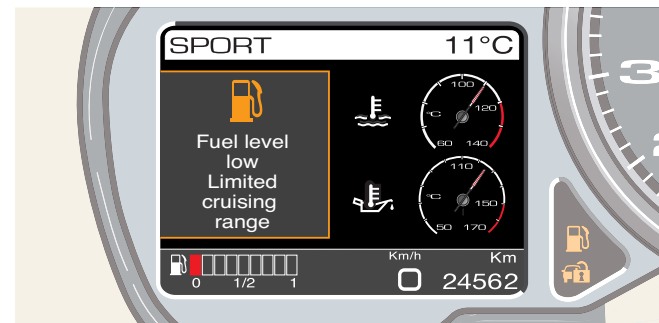 SPORT 11°C
Fuel level
low
Limited
cruising
range
100
120
°C
60 140
110
°C
150
50 170
0 1/2 1
Km/h
0
Km
24562
3